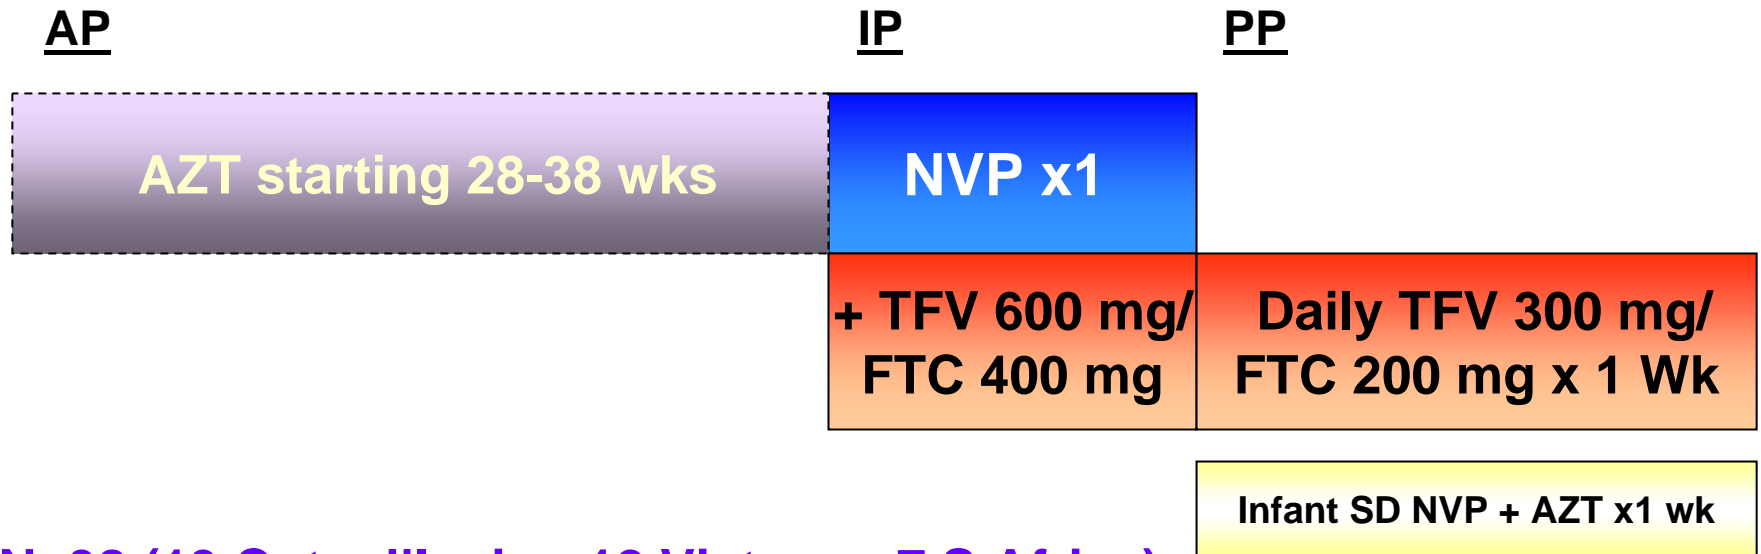 AP IP PP
AZT starting 28-38 wks
NVP x1
+ TFV 600 mg/
FTC 400 mg
Daily TFV 300 mg/
FTC 200 mg x 1 Wk
Infant SD NVP + AZT x1 wk